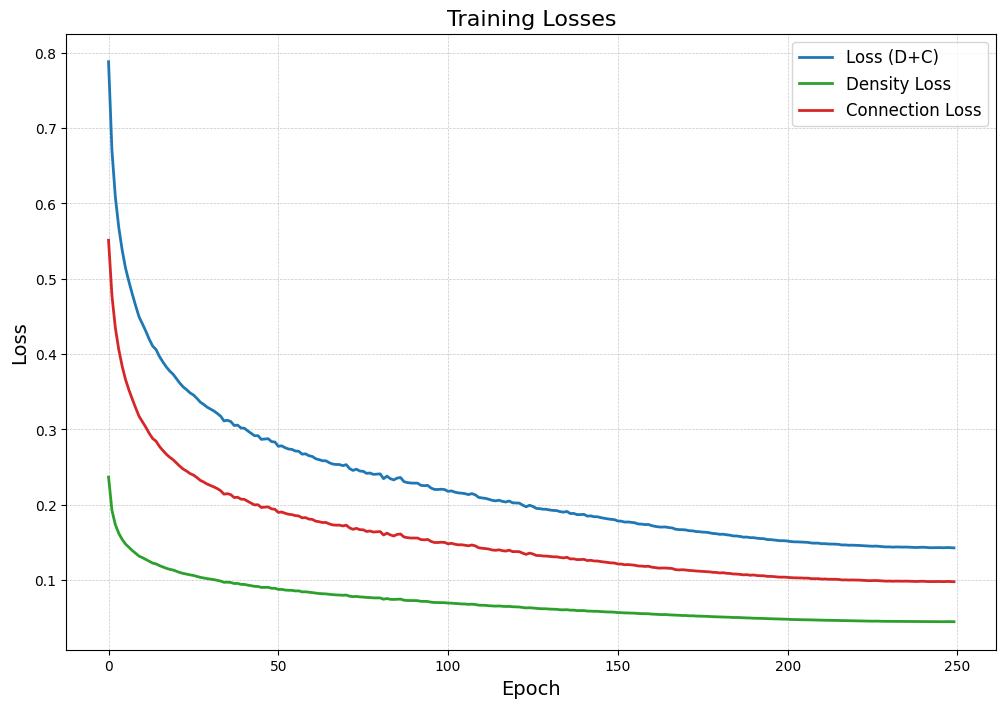 Training Losses
Loss (D+C)
Density Loss
Connection Loss
Loss
0.8
0.7
0.6
0.5
0.4
0.3
0.2
0.1
0 50 100 150 200 250
Epoch